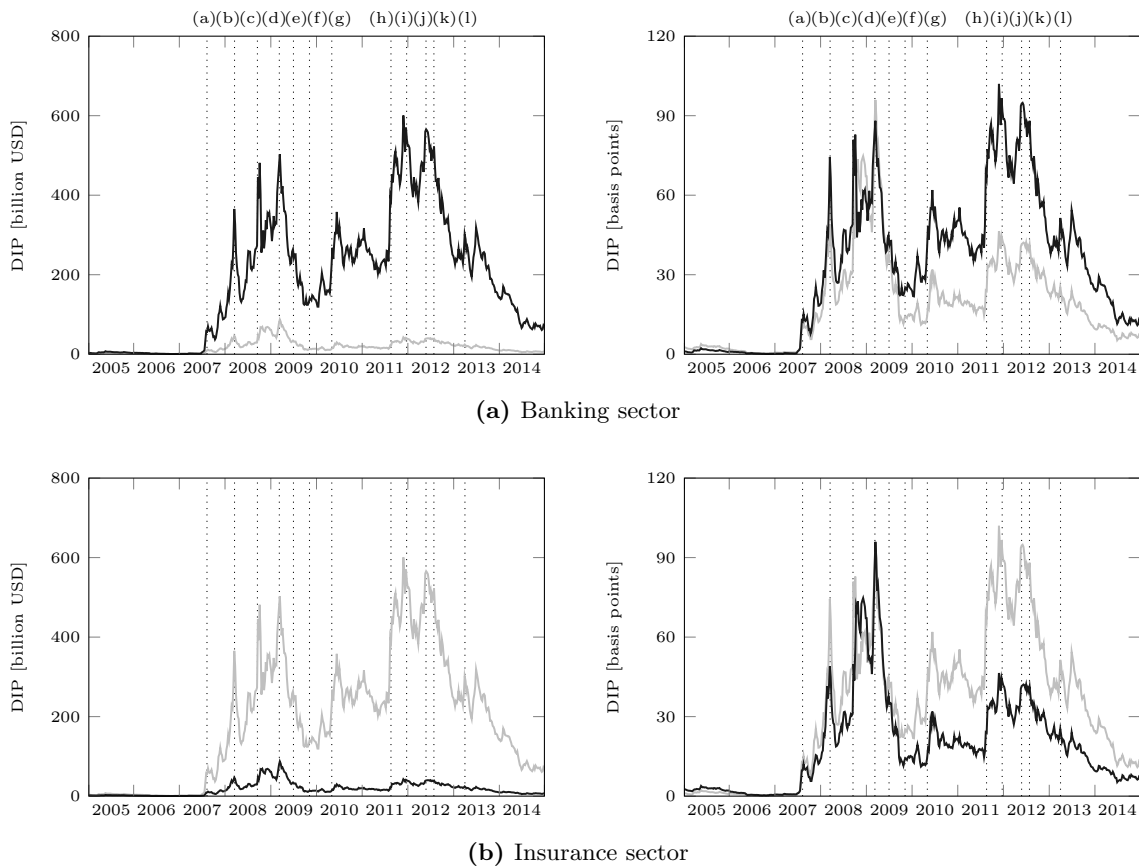 (a)(b)(c)(d)(e)(f)(g) (h)(i)(j)(k)(l)
800
600
400
200
0
DIP [billion USD]
2005 2006 2007 2008 2009 2010 2011 2012 2013 2014
(a)(b)(c)(d)(e)(f)(g) (h)(i)(j)(k)(l)
120
90
60
30
0
DIP [basis points]
2005 2006 2007 2008 2009 2010 2011 2012 2013 2014
(a) Banking sector
800
600
400
200
0
DIP [billion USD]
2005 2006 2007 2008 2009 2010 2011 2012 2013 2014
120
90
60
30
0
DIP [basis points]
2005 2006 2007 2008 2009 2010 2011 2012 2013 2014
(b) Insurance sector